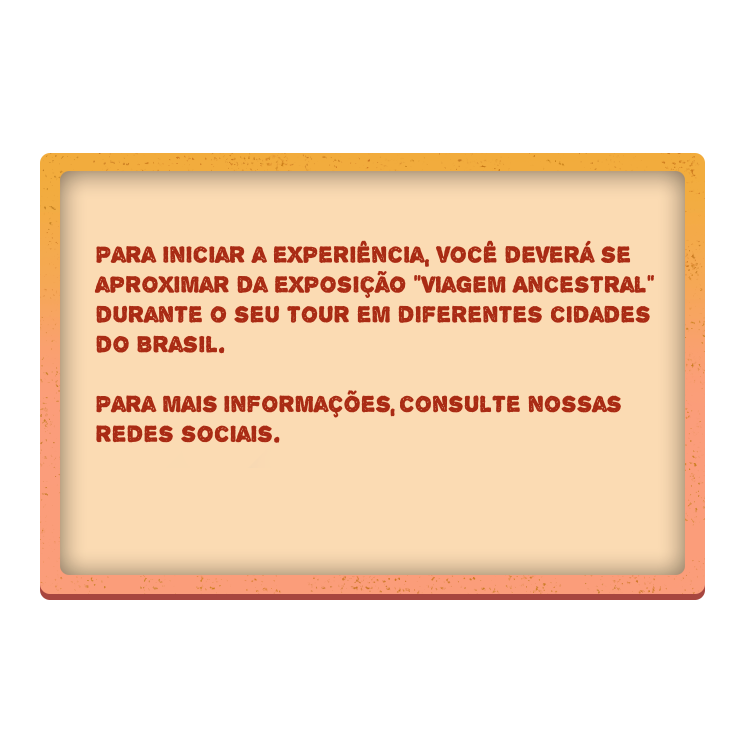 PARA INICIAR A EXPERIÊNCIA, VOCÊ DEVERÁ SE
APROXIMAR DA EXPOSIÇÃO "VIAGEM ANCESTRAL"
DURANTE O SEU TOUR EM DIFERENTES CIDADES
DO BRASIL.
PARA MAIS INFORMAÇÕES, CONSULTE NOSSAS
REDES SOCIAIS.